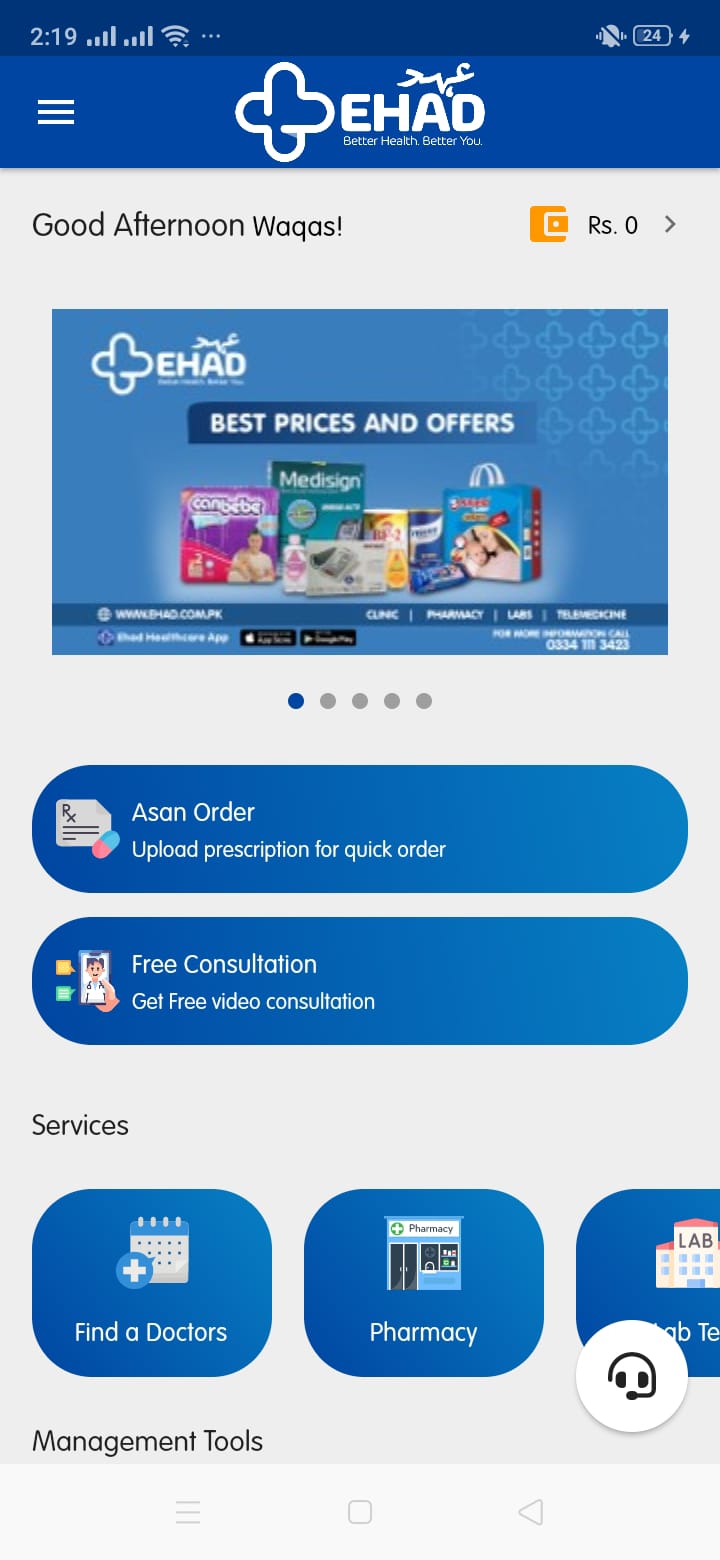 2:19
24
عہد
EHAD
Better Health. Better You.
Good Afternoon Waqas!
Rs. 0
عہد
EHAD
Better Health. Better You.
BEST PRICES AND OFFERS
canbebe
Medisign
WWW.EHAD.COM.PK
CLINIC | PHARMACY | LABS | TELEMEDICINE
Ehad Healthcare App
App Store
Google Play
FOR MORE INFORMATION CALL
0334 111 3423
Rx
Asan Order
Upload prescription for quick order
Free Consultation
Get Free video consultation
Services
Pharmacy
LAB
Find a Doctors
Pharmacy
ab Te
Management Tools